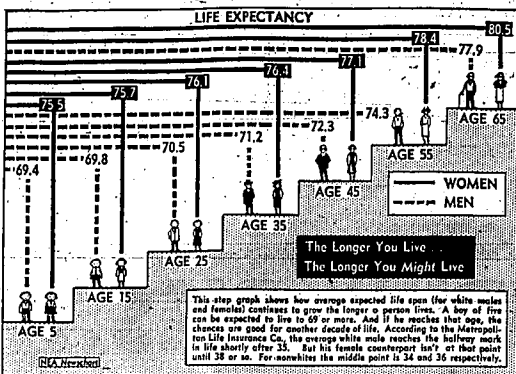 LIFE EXPECTANCY
80.5
78.4
77.9
77.1
76.4
76.1
75.7
75.5
74.3
72.3
71.2
70.5
69.8
69.4
AGE 65
AGE 55
AGE 45
AGE 35
AGE 25
AGE 15
AGE 5
WOMEN
MEN
The Longer You Live . .
The Longer You Might Live
This step graph shows how average expected life span (for white males
and females) continues to grow the longer a person lives. A boy of five
can be expected to live to 69 or more. And if he reaches that age, the
chances are good for another decade of life. According to the Metropoli-
tan Life Insurance Co., the average white male reaches the halfway mark
in life shortly after 35. But his female counterpart isn't at that point
until 38 or so. For nonwhites the middle point is 34 and 36 respectively.
NEA Newschart